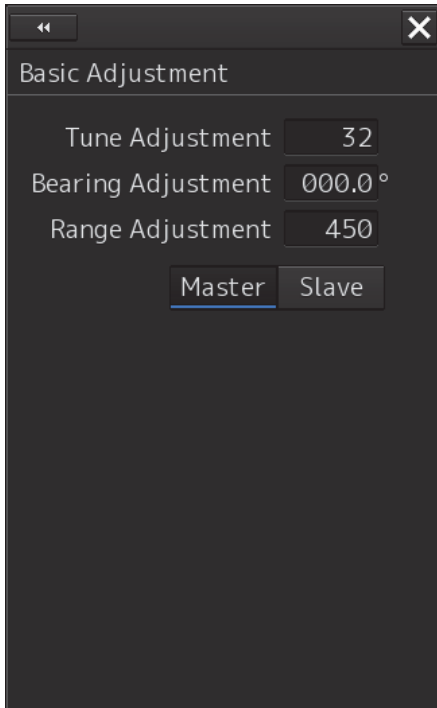 Basic Adjustment
Tune Adjustment 32
Bearing Adjustment 000.0°
Range Adjustment 450
Master Slave